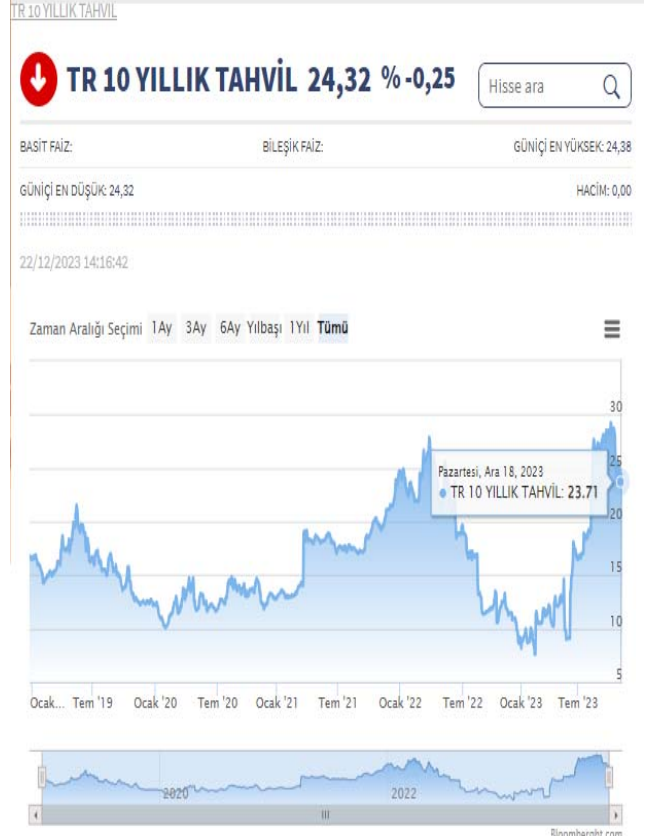 TR 10 YILLIK TAHVİL
TR 10 YILLIK TAHVİL 24,32 % -0,25
Hisse ara
BASİT FAİZ: BİLEŞİK FAİZ: GÜNİÇİ EN YÜKSEK: 24,38
GÜNİÇİ EN DÜŞÜK: 24,32 HACİM: 0,00
22/12/2023 14:16:42
Zaman Aralığı Seçimi 1Ay 3Ay 6Ay Yılbaşı 1Yıl Tümü
30
25
Pazartesi, Ara 18, 2023
TR 10 YILLIK TAHVİL: 23.71
20
15
10
5
Ocak... Tem '19 Ocak '20 Tem '20 Ocak '21 Tem '21 Ocak '22 Tem '22 Ocak '23 Tem '23
2020 2022
Bloomberght.com